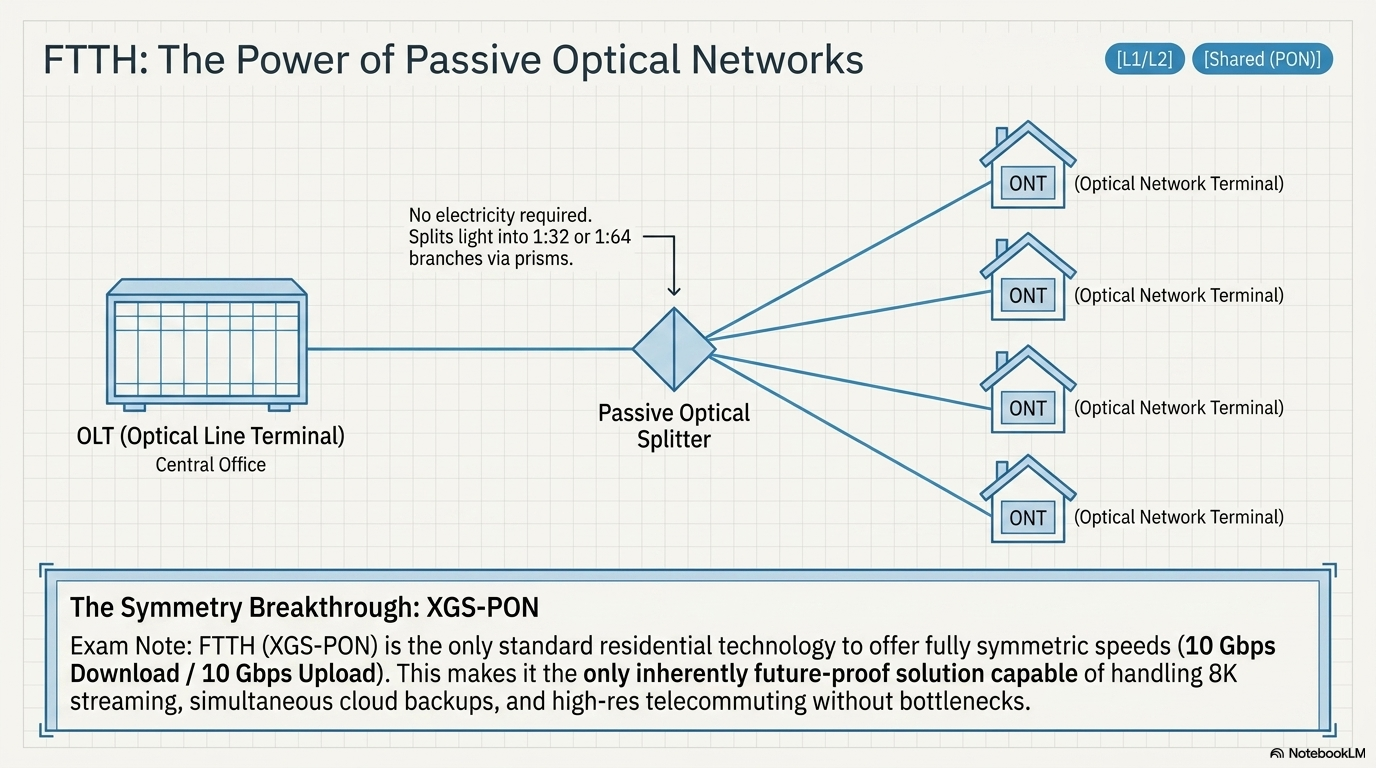 FTTH: The Power of Passive Optical Networks
[L1/L2]
[Shared (PON)]
No electricity required.
Splits light into 1:32 or 1:64
branches via prisms.
OLT (Optical Line Terminal)
Central Office
Passive Optical
Splitter
ONT
(Optical Network Terminal)
ONT
(Optical Network Terminal)
ONT
(Optical Network Terminal)
ONT
(Optical Network Terminal)
The Symmetry Breakthrough: XGS-PON
Exam Note: FTTH (XGS-PON) is the only standard residential technology to offer fully symmetric speeds (10 Gbps
Download / 10 Gbps Upload). This makes it the only inherently future-proof solution capable of handling 8K
streaming, simultaneous cloud backups, and high-res telecommuting without bottlenecks.
NotebookLM